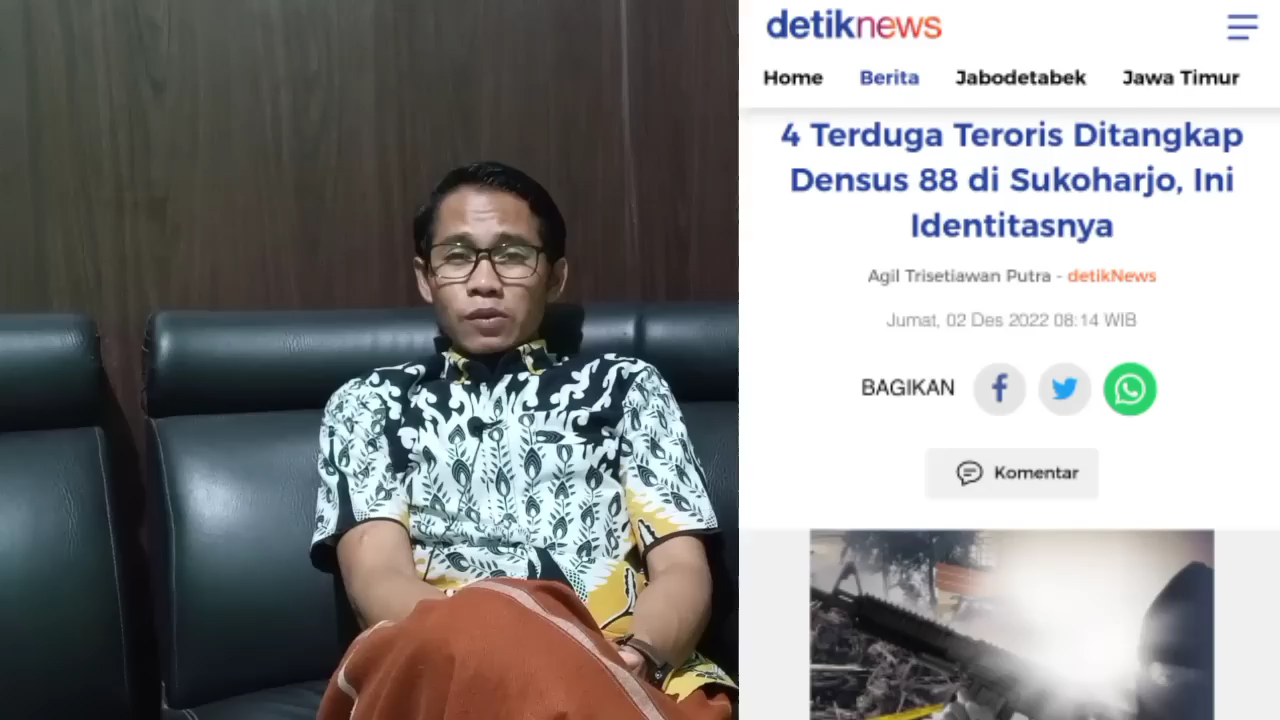 detiknews
Home Berita Jabodetabek Jawa Timur
4 Terduga Teroris Ditangkap
Densus 88 di Sukoharjo, Ini
Identitasnya
Agil Trisetiawan Putra - detikNews
Jumat, 02 Des 2022 08:14 WIB
BAGIKAN
Komentar